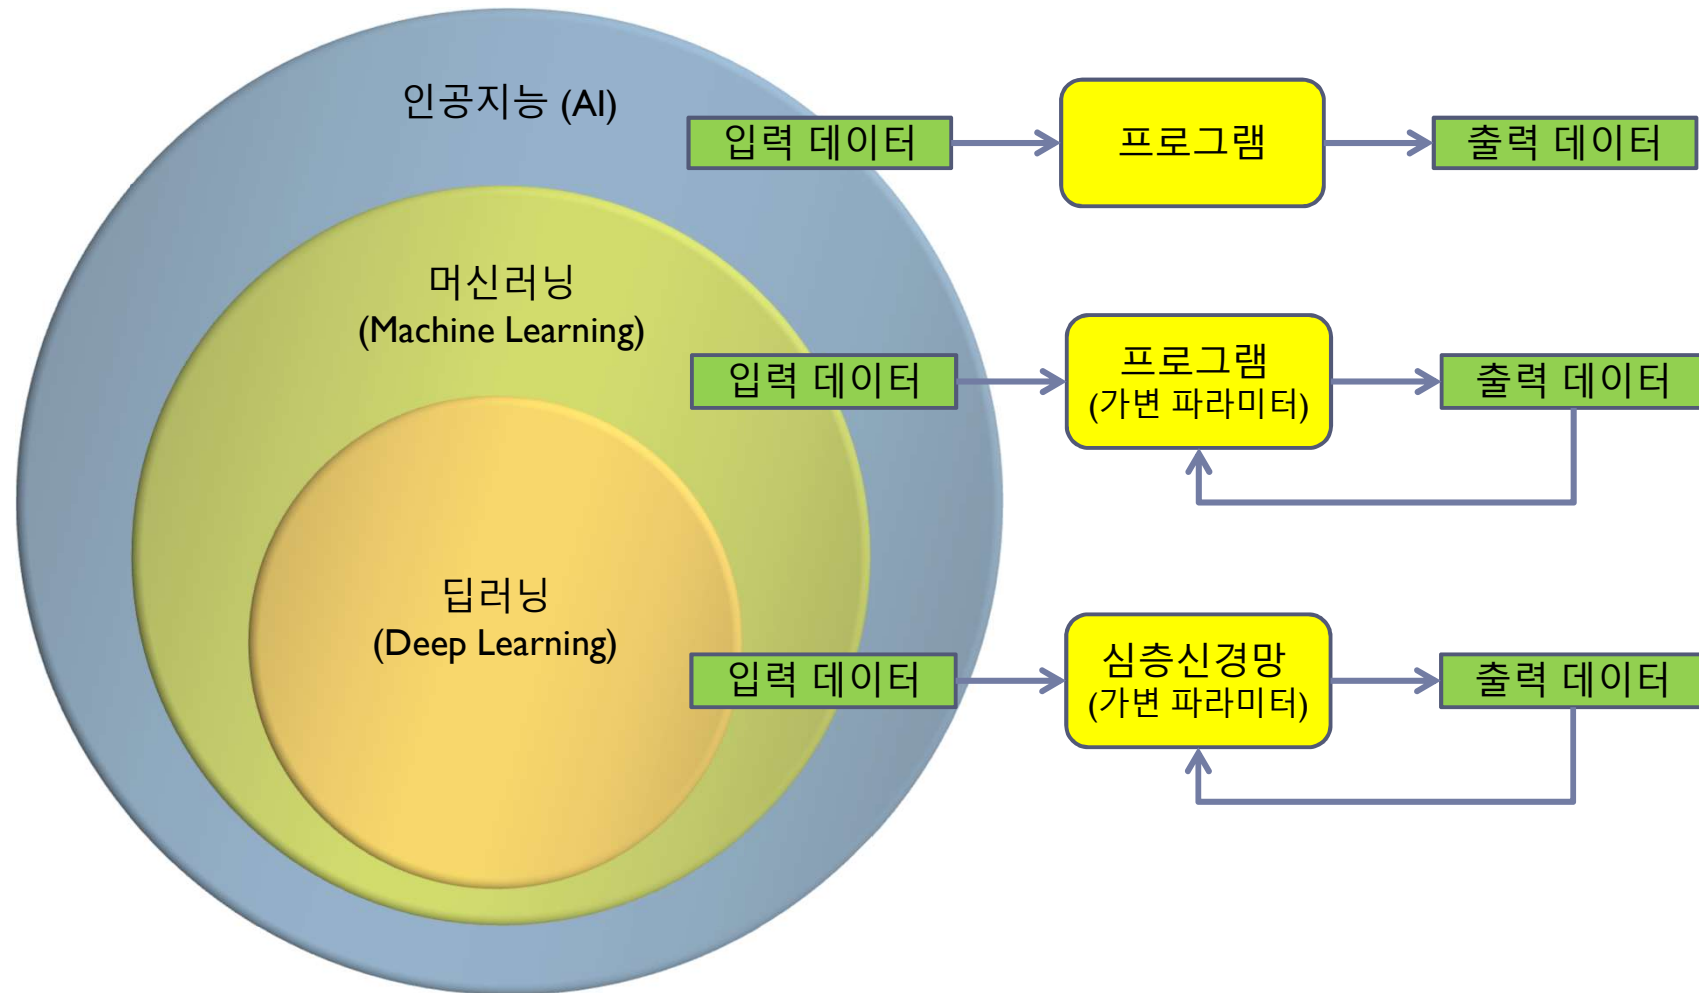 인공지능 (AI)
입력 데이터
프로그램
출력 데이터
머신러닝
(Machine Learning)
입력 데이터
프로그램
(가변 파라미터)
출력 데이터
딥러닝
(Deep Learning)
입력 데이터
심층신경망
(가변 파라미터)
출력 데이터